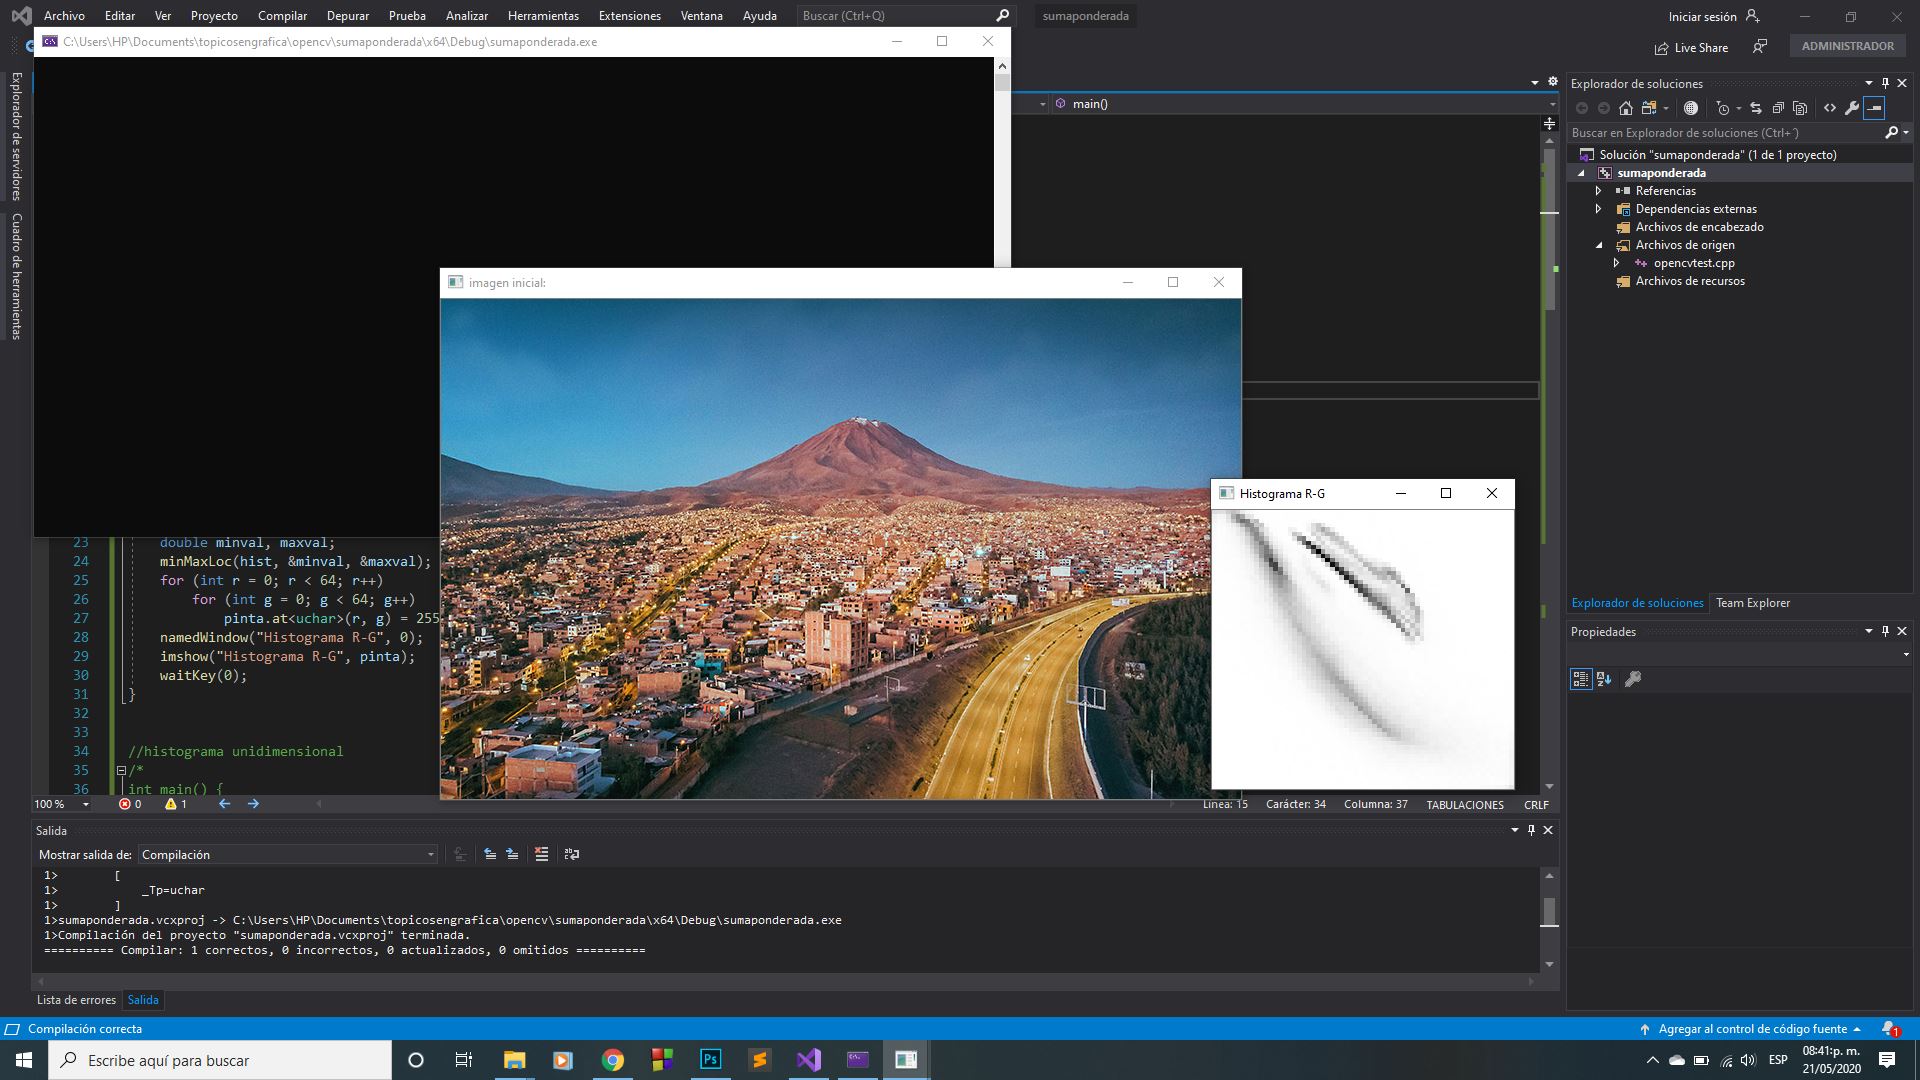 Archivo Editar Ver Proyecto Compilar Depurar Prueba Analizar Herramientas Extensiones Ventana Ayuda Buscar (Ctrl+Q) sumaponderada Iniciar sesión
Live Share ADMINISTRADOR
C:\Users\HP\Documents\topicosengrafica\opencv\sumaponderada\x64\Debug\sumaponderada.exe
Explorador de servidores
Cuadro de herramientas
main()
Explorador de soluciones
Buscar en Explorador de soluciones (Ctrl+´)
Solución "sumaponderada" (1 de 1 proyecto)
sumaponderada
Referencias
Dependencias externas
Archivos de encabezado
Archivos de origen
opencvtest.cpp
Archivos de recursos
Explorador de soluciones Team Explorer
Propiedades
imagen inicial:
Histograma R-G
23 double minval, maxval;
24 minMaxLoc(hist, &minval, &maxval);
25 for (int r = 0; r < 64; r++)
26 for (int g = 0; g < 64; g++)
27 pinta.at<uchar>(r, g) = 255
28 namedWindow("Histograma R-G", 0);
29 imshow("Histograma R-G", pinta);
30 waitKey(0);
31 }
32
33
34 //histograma unidimensional
35 /*
36 int main() {
100 % 0 1 Línea: 15 Carácter: 34 Columna: 37 TABULACIONES CRLF
Salida
Mostrar salida de: Compilación
1> [
1> _Tp=uchar
1> ]
1>sumaponderada.vcxproj -> C:\Users\HP\Documents\topicosengrafica\opencv\sumaponderada\x64\Debug\sumaponderada.exe
1>Compilación del proyecto "sumaponderada.vcxproj" terminada.
========== Compilar: 1 correctos, 0 incorrectos, 0 actualizados, 0 omitidos ==========
Lista de errores Salida
Compilación correcta Agregar al control de código fuente 1
Escribe aquí para buscar Ps ESP 08:41:p. m.
21/05/2020